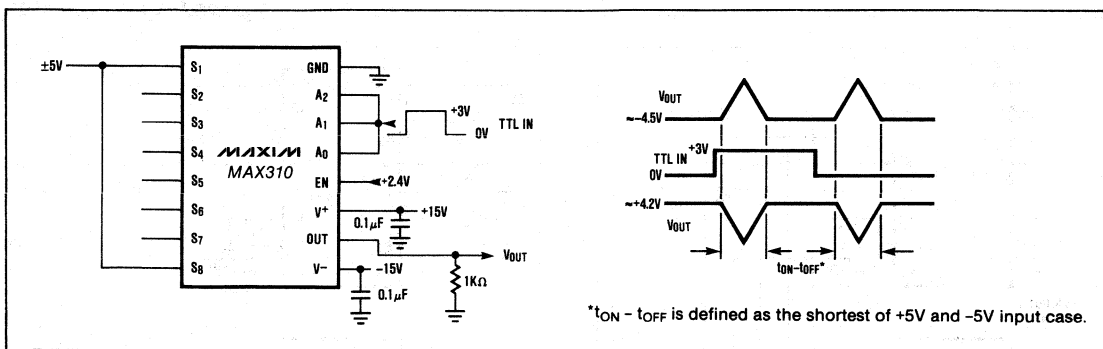 ±5V
S1
S2
S3
S4
S5
S6
S7
S8
MAXIM
MAX310
GND
A2
A1
A0
EN
V+
OUT
V−
+3V
0V
TTL IN
+2.4V
+15V
0.1µF
VOUT
−15V
0.1µF
1KΩ
VOUT
≈−4.5V
+3V
TTL IN
0V
≈+4.2V
VOUT
tON−tOFF*
*tON − tOFF is defined as the shortest of +5V and −5V input case.